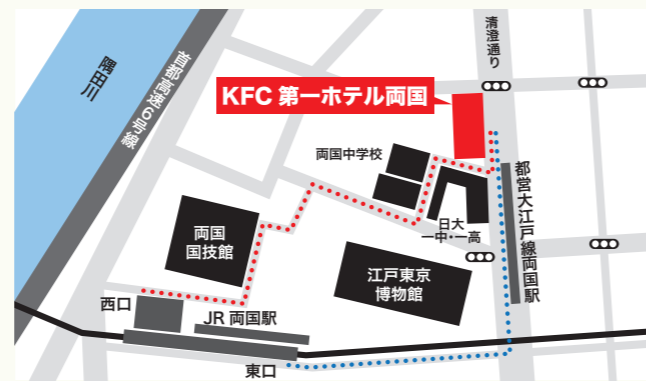 清澄通り
隅田川
首都高速6号線
KFC 第一ホテル両国
両国中学校
日大
一中・一高
都営大江戸線両国駅
両国
国技館
江戸東京
博物館
西口
JR 両国駅
東口